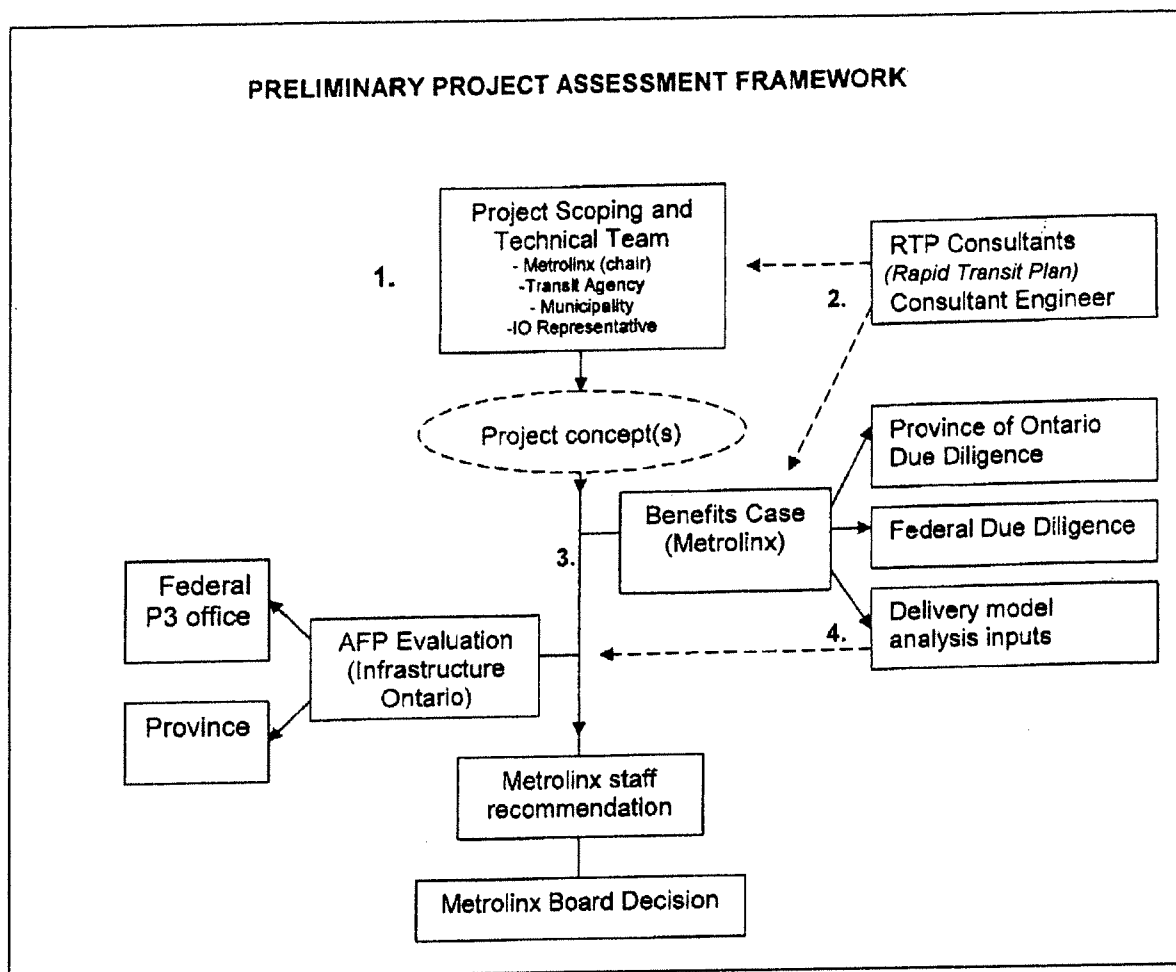 PRELIMINARY PROJECT ASSESSMENT FRAMEWORK
1.
Project Scoping and
Technical Team
- Metrolinx (chair)
-Transit Agency
- Municipality
-IO Representative
2.
RTP Consultants
(Rapid Transit Plan)
Consultant Engineer
Project concept(s)
3.
Benefits Case
(Metrolinx)
Province of Ontario
Due Diligence
Federal Due Diligence
Delivery model
analysis inputs
4.
Federal
P3 office
AFP Evaluation
(Infrastructure
Ontario)
Province
Metrolinx staff
recommendation
Metrolinx Board Decision